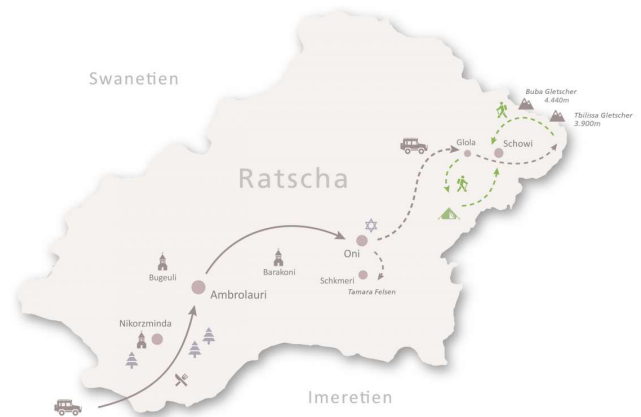 Swanetien
Buba Gletscher
4.440m
Tbilissa Gletscher
3.900m
Glola
Schowi
Ratscha
Oni
Bugeuli
Barakoni
Schkmeri
Tamara Felsen
Ambrolauri
Nikorzminda
Imeretien